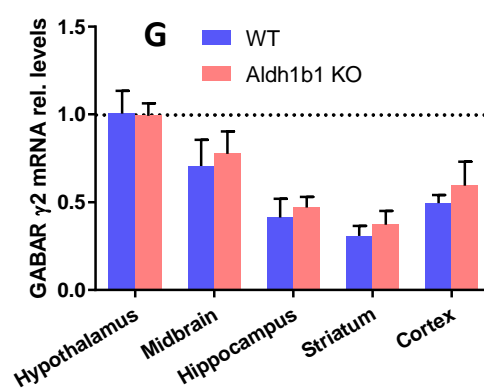 G
WT
Aldh1b1 KO
GABAR γ2 mRNA rel. levels
1.5
1.0
0.5
0.0
Hypothalamus
Midbrain
Hippocampus
Striatum
Cortex